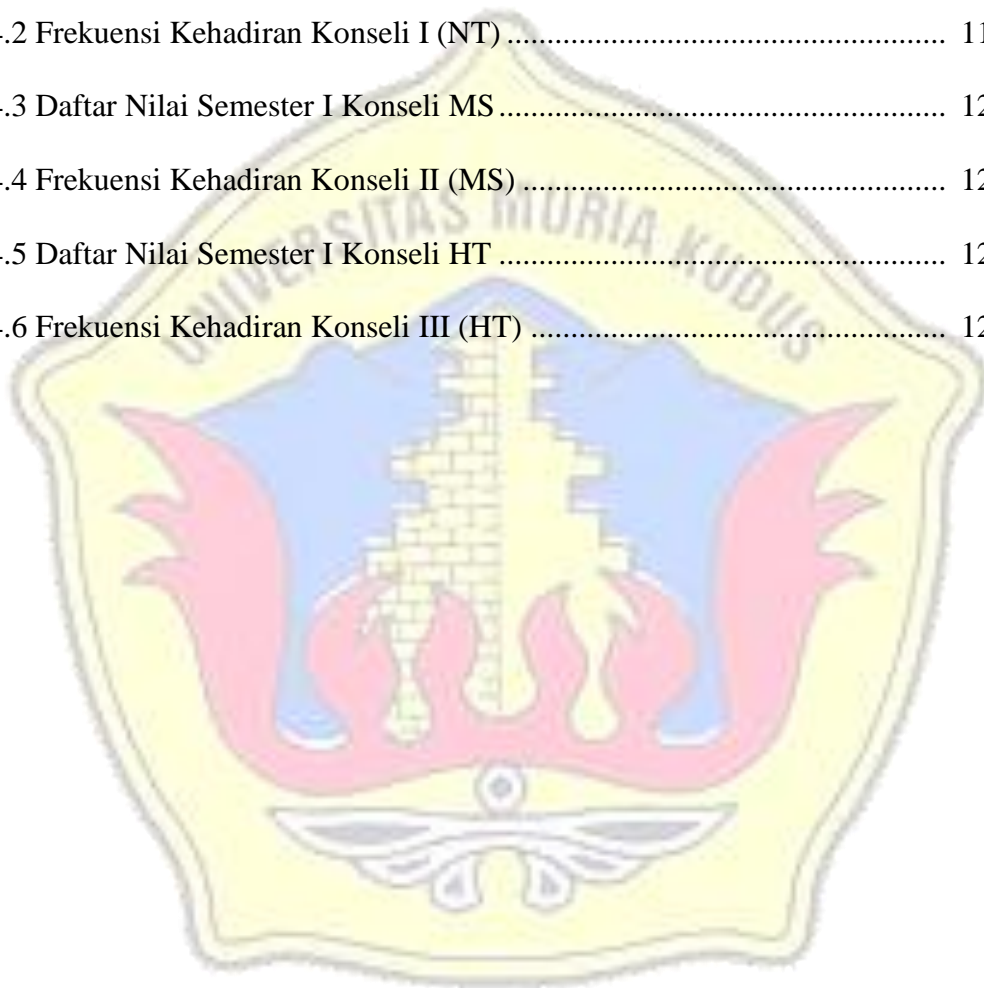 .2 Frekuensi Kehadiran Konseli I (NT) ............................................... 11
.3 Daftar Nilai Semester I Konseli MS ................................................ 12
.4 Frekuensi Kehadiran Konseli II (MS) ............................................. 12
.5 Daftar Nilai Semester I Konseli HT ................................................ 12
.6 Frekuensi Kehadiran Konseli III (HT) ............................................ 12
UNIVERSITAS MURIA KUDUS